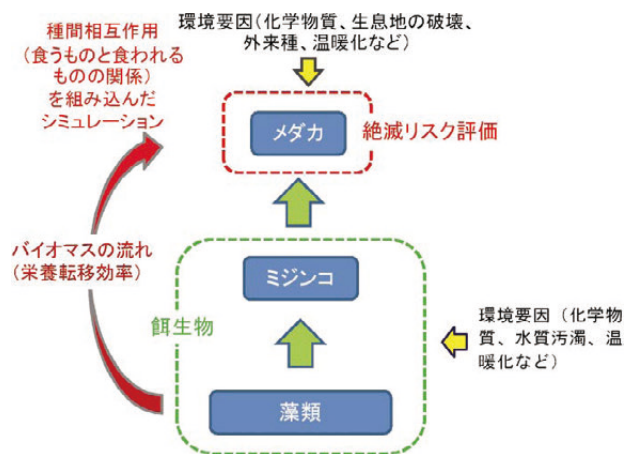 種間相互作用
(食うものと食われる
ものの関係)
を組み込んだ
シミュレーション
環境要因(化学物質、生息地の破壊、
外来種、温暖化など)
メダカ
絶滅リスク評価
バイオマスの流れ
(栄養転移効率)
ミジンコ
餌生物
環境要因(化学物
質、水質汚濁、温
暖化など)
藻類